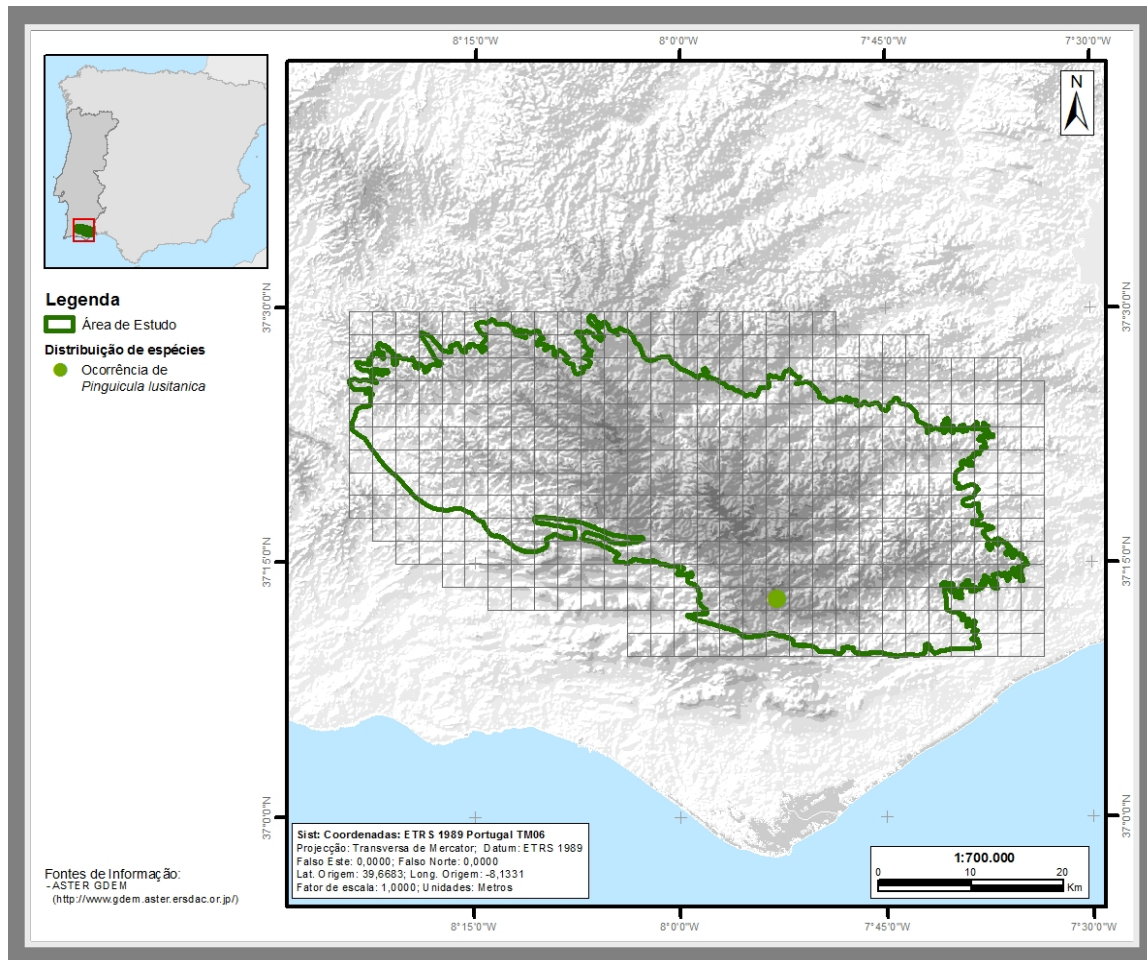 8°15'0"W
8°0'0"W
7°45'0"W
7°30'0"W
N
Legenda
Área de Estudo
Distribuição de espécies
Ocorrência de
Pinguicula lusitanica
37°30'0"N
37°30'0"N
37°15'0"N
37°15'0"N
37°0'0"N
37°0'0"N
Sist: Coordenadas: ETRS 1989 Portugal TM06
Projecção: Transversa de Mercator; Datum: ETRS 1989
Falso Este: 0,0000; Falso Norte: 0,0000
Lat. Origem: 39,6683; Long. Origem: -8,1331
Fator de escala: 1,0000; Unidades: Metros
1:700.000
0 10 20
Km
Fontes de Informação:
- ASTER GDEM
(http://www.gdem.aster.ersdac.or.jp/)
8°15'0"W
8°0'0"W
7°45'0"W
7°30'0"W